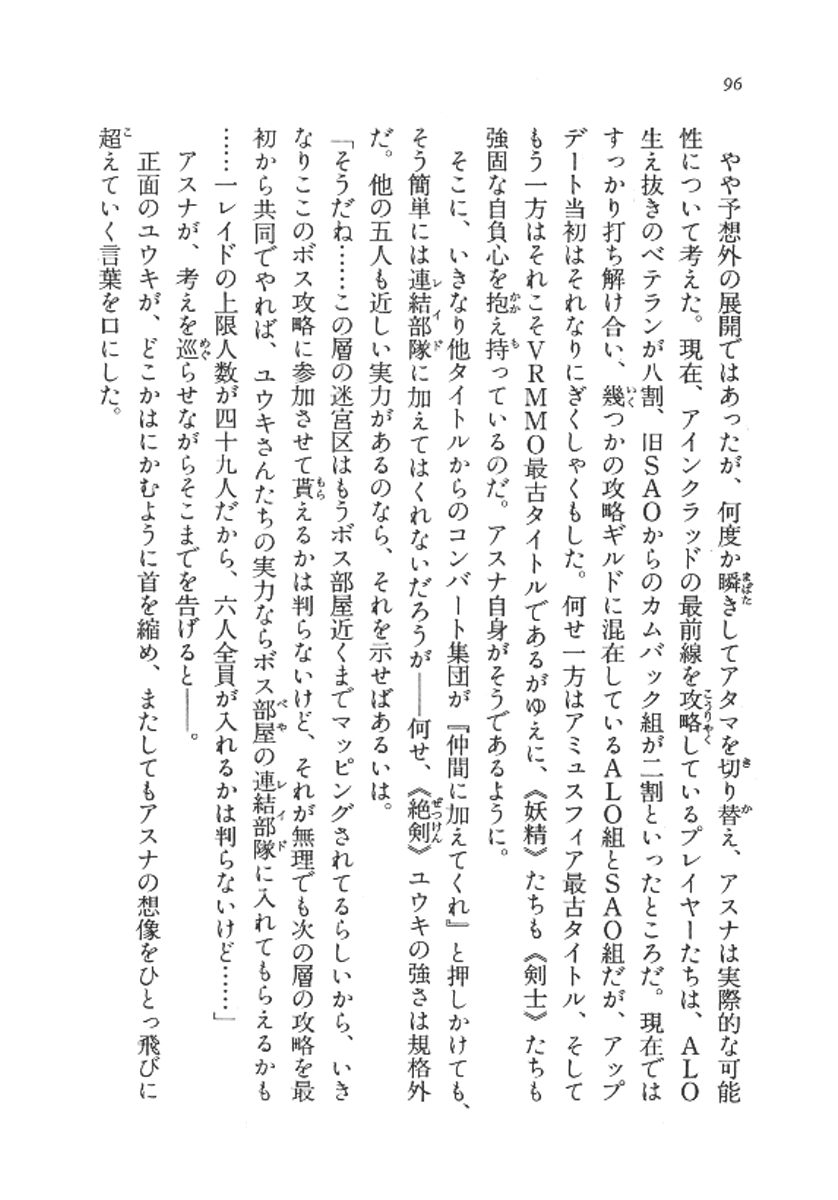 96
やや予想外の展開ではあったが、何度か瞬きしてアタマを切り替え、アスナは実際的な可能
性について考えた。現在、アインクラッドの最前線を攻略しているプレイヤーたちは、ALO
生え抜きのベテランが八割、旧SAOからのカムバック組が二割といったところだ。現在では
すっかり打ち解け合い、幾つかの攻略ギルドに混在しているALO組とSAO組だが、アップ
デート当初はそれなりにぎくしゃくもした。何せ一方はアミュスフィア最古タイトル、そして
もう一方はそれこそVRMMO最古タイトルであるがゆえに、《妖精》たちも《剣士》たちも
強固な自負心を抱え持っているのだ。アスナ自身がそうであるように。
そこに、いきなり他タイトルからのコンバート集団が『仲間に加えてくれ』と押しかけても、
そう簡単には連結部隊に加えてはくれないだろうが――何せ、《絶剣》ユウキの強さは規格外
だ。他の五人も近しい実力があるのなら、それを示せばあるいは。
「そうだね……この層の迷宮区はもうボス部屋近くまでマッピングされてるらしいから、いき
なりここのボス攻略に参加させて貰えるかは判らないけど、それが無理でも次の層の攻略を最
初から共同でやれば、ユウキさんたちの実力ならボス部屋の連結部隊に入れてもらえるかも
……一レイドの上限人数が四十九人だから、六人全員が入れるかは判らないけど……」
アスナが、考えを巡らせながらそこまでを告げると――。
正面のユウキが、どこかはにかむように首を縮め、またしてもアスナの想像をひとっ飛びに
超えていく言葉を口にした。